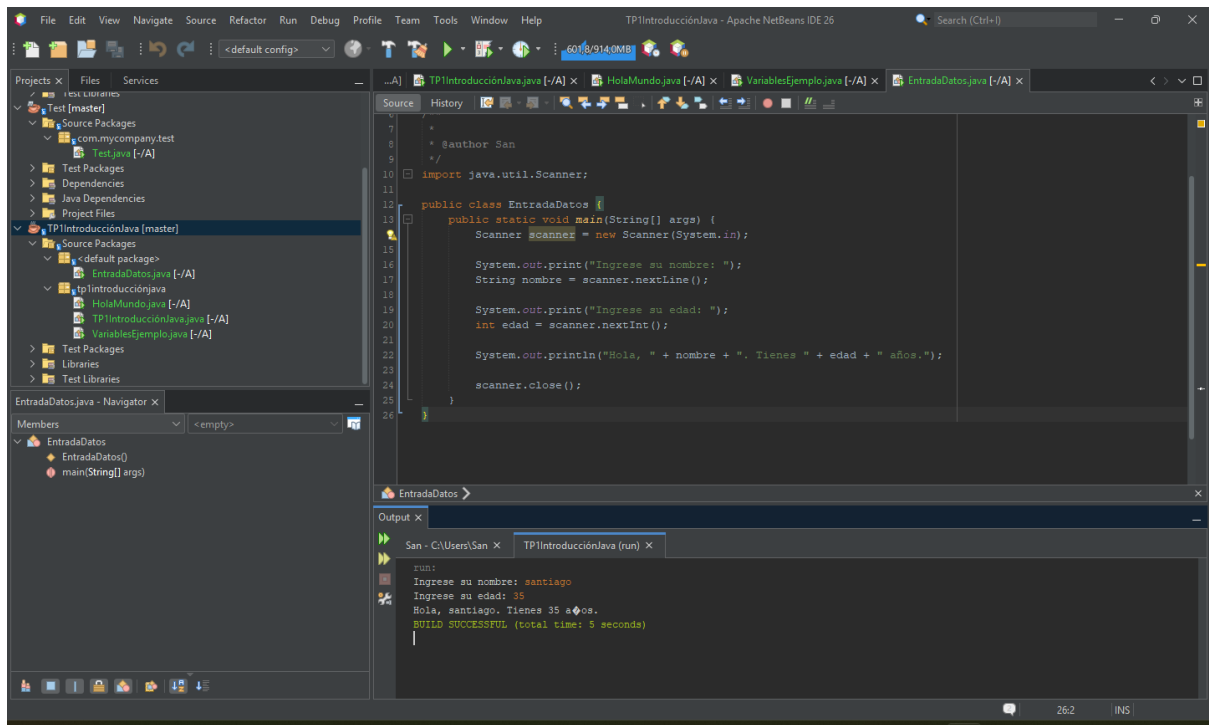 File Edit View Navigate Source Refactor Run Debug Profile Team Tools Window Help TP1IntroducciónJava - Apache NetBeans IDE 26 Search (Ctrl+I)
<default config> 601,8/914,0MB
Projects Files Services
...A] TP1IntroducciónJava.java [-/A] HolaMundo.java [-/A] VariablesEjemplo.java [-/A] EntradaDatos.java [-/A]
Test Libraries
Test [master]
Source Packages
com.mycompany.test
Test.java [-/A]
Test Packages
Dependencies
Java Dependencies
Project Files
TP1IntroducciónJava [master]
Source Packages
<default package>
EntradaDatos.java [-/A]
tp1introducciónjava
HolaMundo.java [-/A]
TP1IntroducciónJava.java [-/A]
VariablesEjemplo.java [-/A]
Test Packages
Libraries
Test Libraries
EntradaDatos.java - Navigator
Members <empty>
EntradaDatos
EntradaDatos()
main(String[] args)
Source History
6 /**
7 *
8 * @author San
9 */
10 import java.util.Scanner;
11
12 public class EntradaDatos {
13 public static void main(String[] args) {
Scanner scanner = new Scanner(System.in);
15
16 System.out.print("Ingrese su nombre: ");
17 String nombre = scanner.nextLine();
18
19 System.out.print("Ingrese su edad: ");
20 int edad = scanner.nextInt();
21
22 System.out.println("Hola, " + nombre + ". Tienes " + edad + " años.");
23
24 scanner.close();
25 }
26 }
EntradaDatos
Output
San - C:\Users\San TP1IntroducciónJava (run)
run:
Ingrese su nombre: santiago
Ingrese su edad: 35
Hola, santiago. Tienes 35 a�os.
BUILD SUCCESSFUL (total time: 5 seconds)
26:2 INS